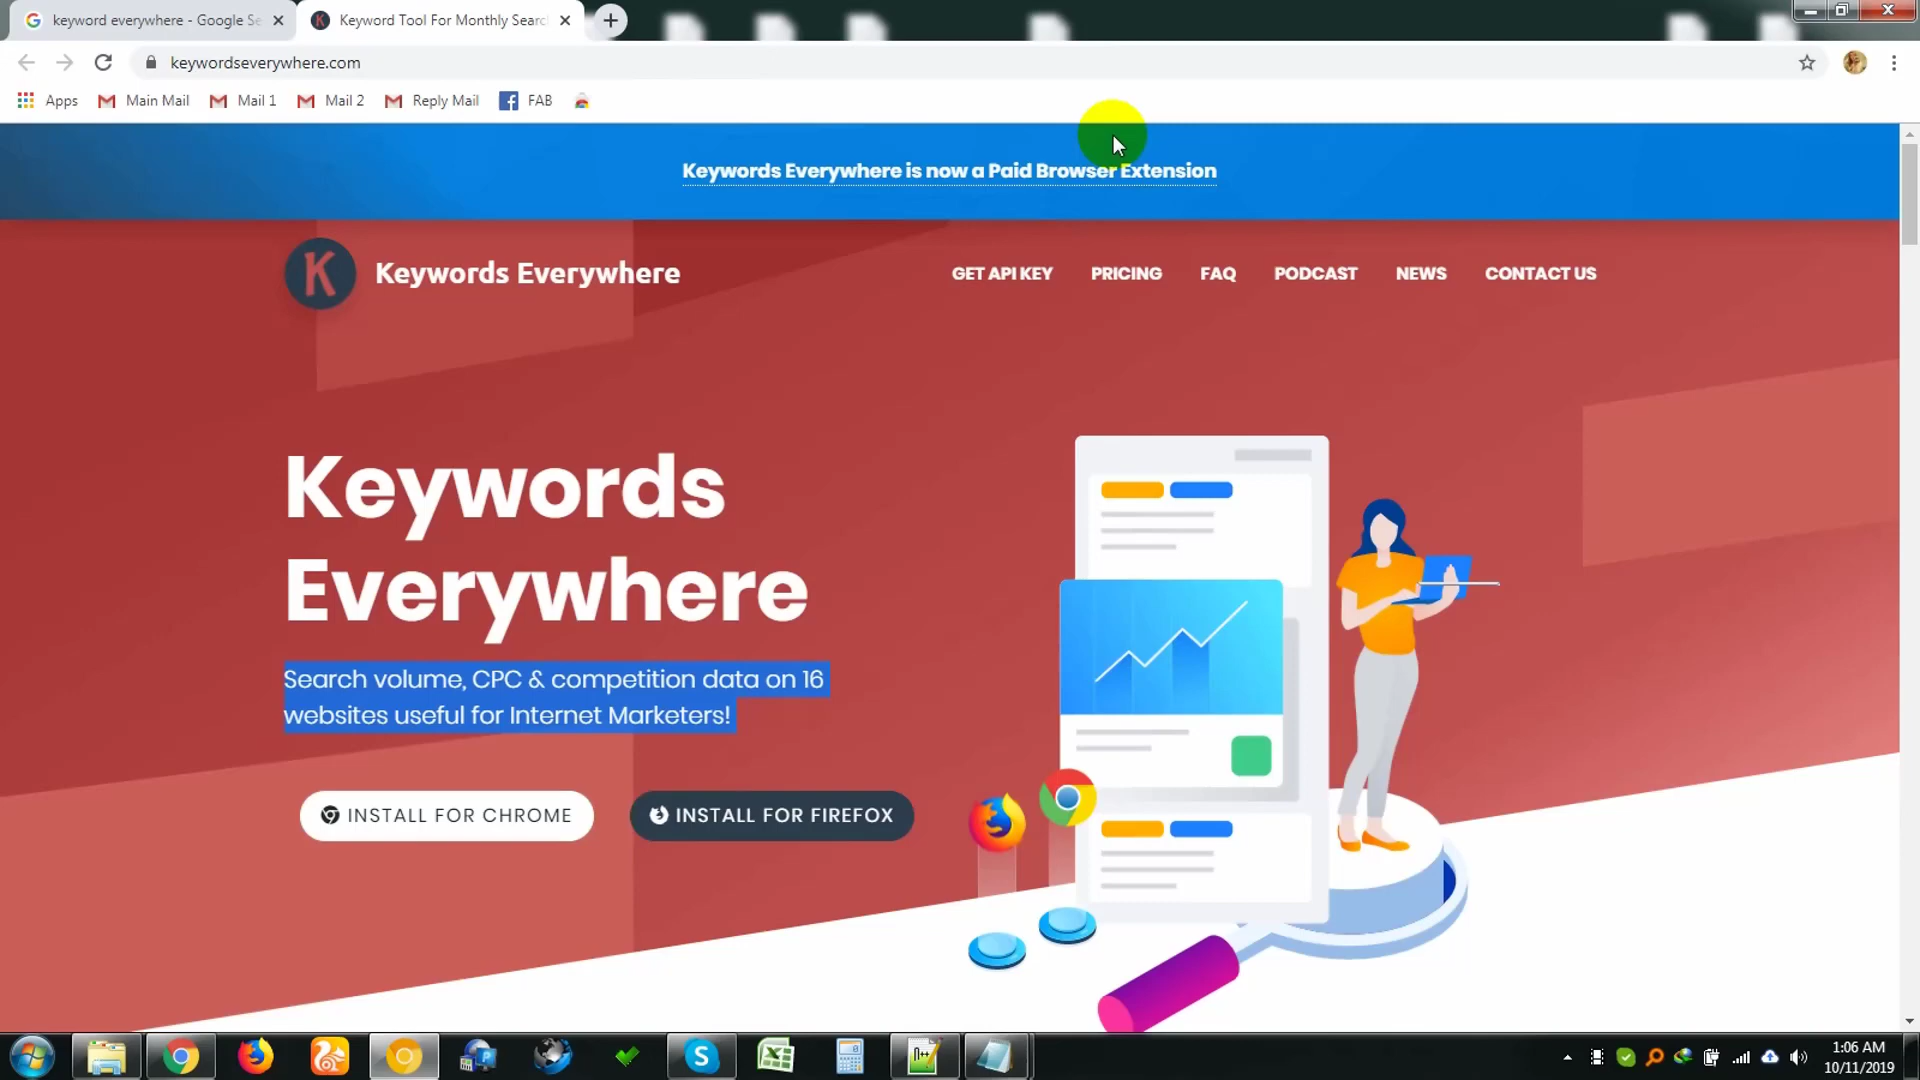 keyword everywhere - Google Se
Keyword Tool For Monthly Searc
keywordseverywhere.com
Apps
Main Mail
Mail 1
Mail 2
Reply Mail
FAB
Keywords Everywhere is now a Paid Browser Extension
K
Keywords Everywhere
GET API KEY
PRICING
FAQ
PODCAST
NEWS
CONTACT US
Keywords
Everywhere
Search volume, CPC & competition data on 16
websites useful for Internet Marketers!
INSTALL FOR CHROME
INSTALL FOR FIREFOX
1:06 AM
10/11/2019